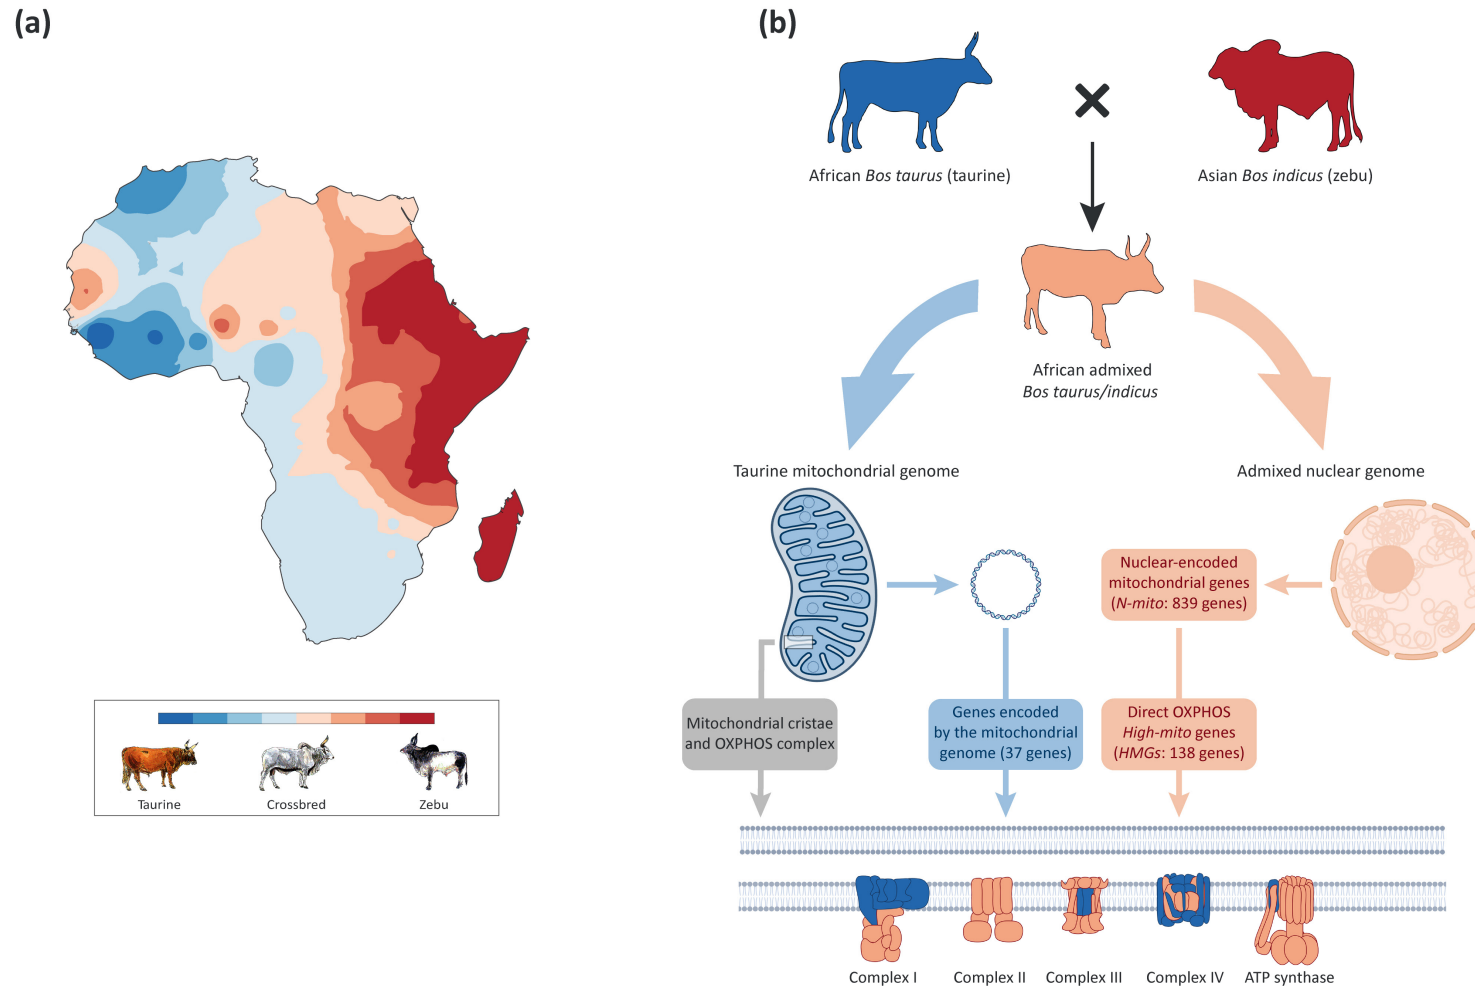 (a)
Taurine
Crossbred
Zebu
(b)
African Bos taurus (taurine)
Asian Bos indicus (zebu)
African admixed
Bos taurus/indicus
Taurine mitochondrial genome
Admixed nuclear genome
Nuclear-encoded
mitochondrial genes
(N-mito: 839 genes)
Mitochondrial cristae
and OXPHOS complex
Genes encoded
by the mitochondrial
genome (37 genes)
Direct OXPHOS
High-mito genes
(HMGs: 138 genes)
Complex I
Complex II
Complex III
Complex IV
ATP synthase